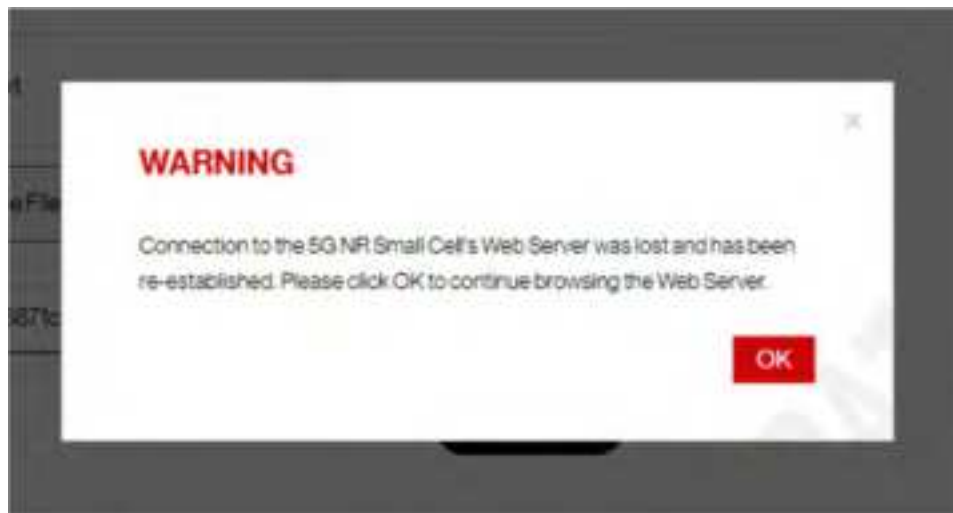 WARNING
Connection to the 5G NR Small Cell's Web Server was lost and has been
re-established. Please click OK to continue browsing the Web Server.
OK